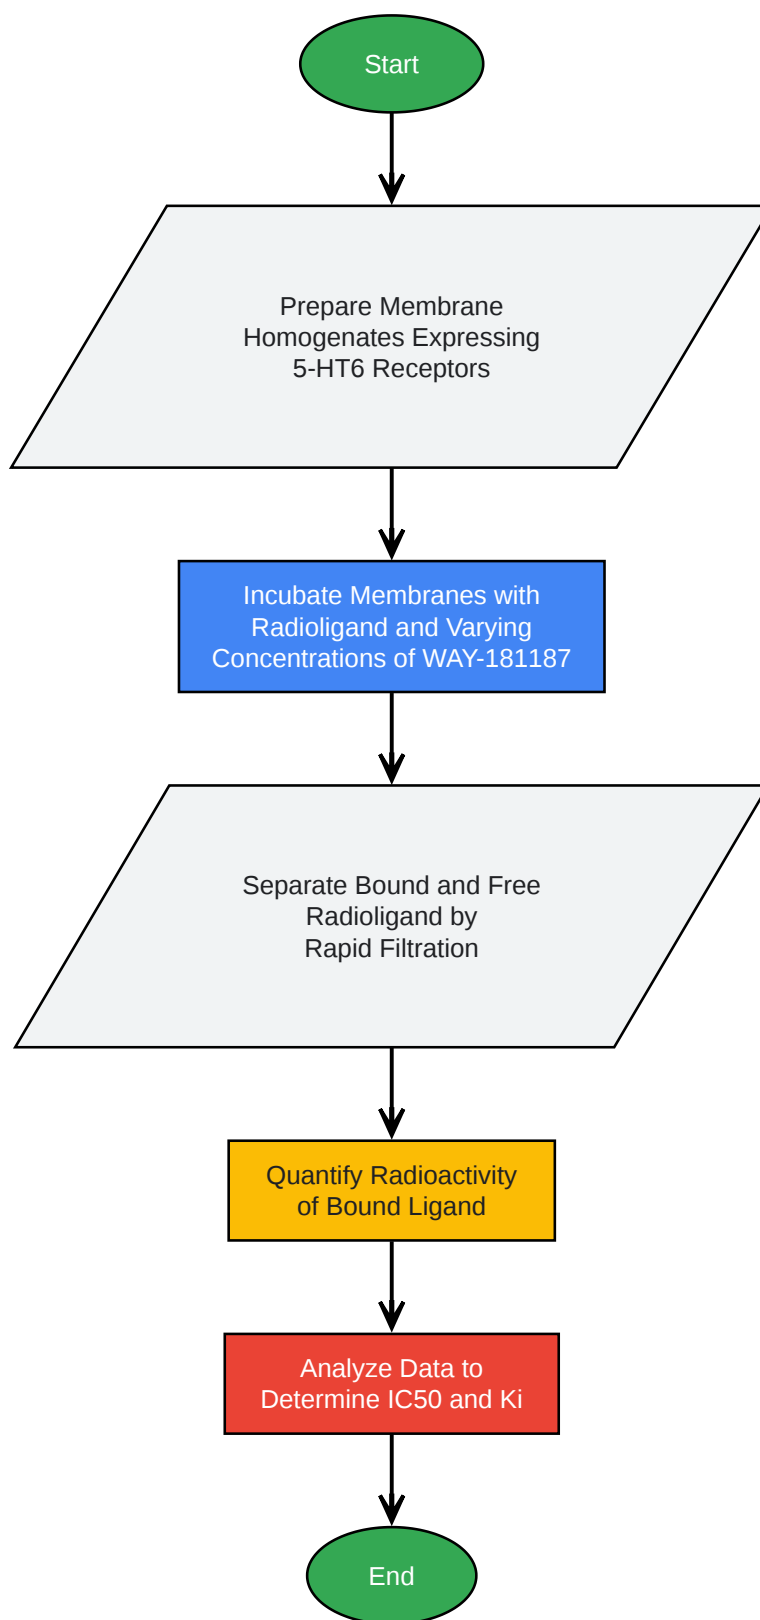 Start
Prepare Membrane
Homogenates Expressing
5-HT6 Receptors
Incubate Membranes with
Radioligand and Varying
Concentrations of WAY-181187
Separate Bound and Free
Radioligand by
Rapid Filtration
Quantify Radioactivity
of Bound Ligand
Analyze Data to
Determine IC50 and Ki
End